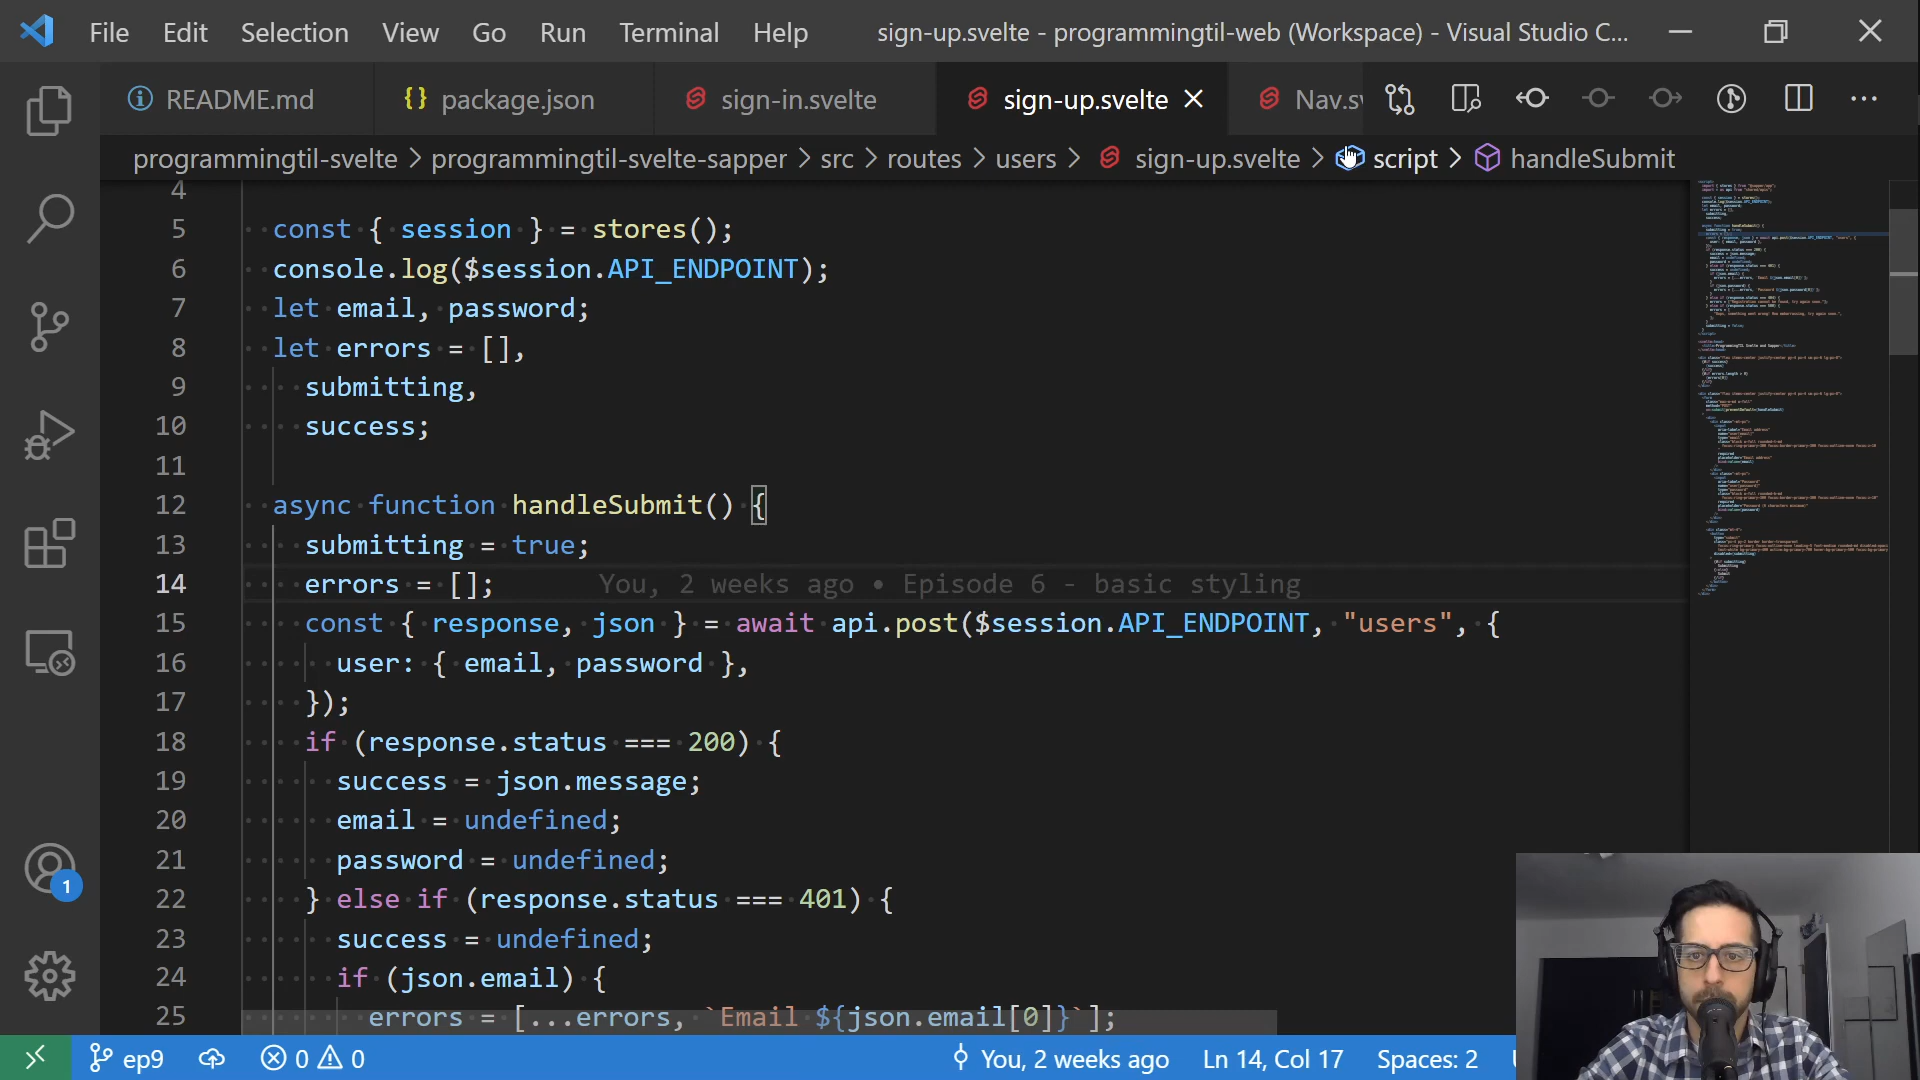 File Edit Selection View Go Run Terminal Help sign-up.svelte - programmingtil-web (Workspace) - Visual Studio C...
README.md package.json sign-in.svelte sign-up.svelte Nav.sv
programmingtil-svelte > programmingtil-svelte-sapper > src > routes > users > sign-up.svelte > script > handleSubmit
4
5 const { session } = stores();
6 console.log($session.API_ENDPOINT);
7 let email, password;
8 let errors = [],
9 submitting,
10 success;
11
12 async function handleSubmit() {
13 submitting = true;
14 errors = []; You, 2 weeks ago • Episode 6 - basic styling
15 const { response, json } = await api.post($session.API_ENDPOINT, "users", {
16 user: { email, password },
17 });
18 if (response.status === 200) {
19 success = json.message;
20 email = undefined;
21 password = undefined;
22 } else if (response.status === 401) {
23 success = undefined;
24 if (json.email) {
25 errors = [...errors, `Email ${json.email[0]}`];
1
ep9 0 0 You, 2 weeks ago Ln 14, Col 17 Spaces: 2